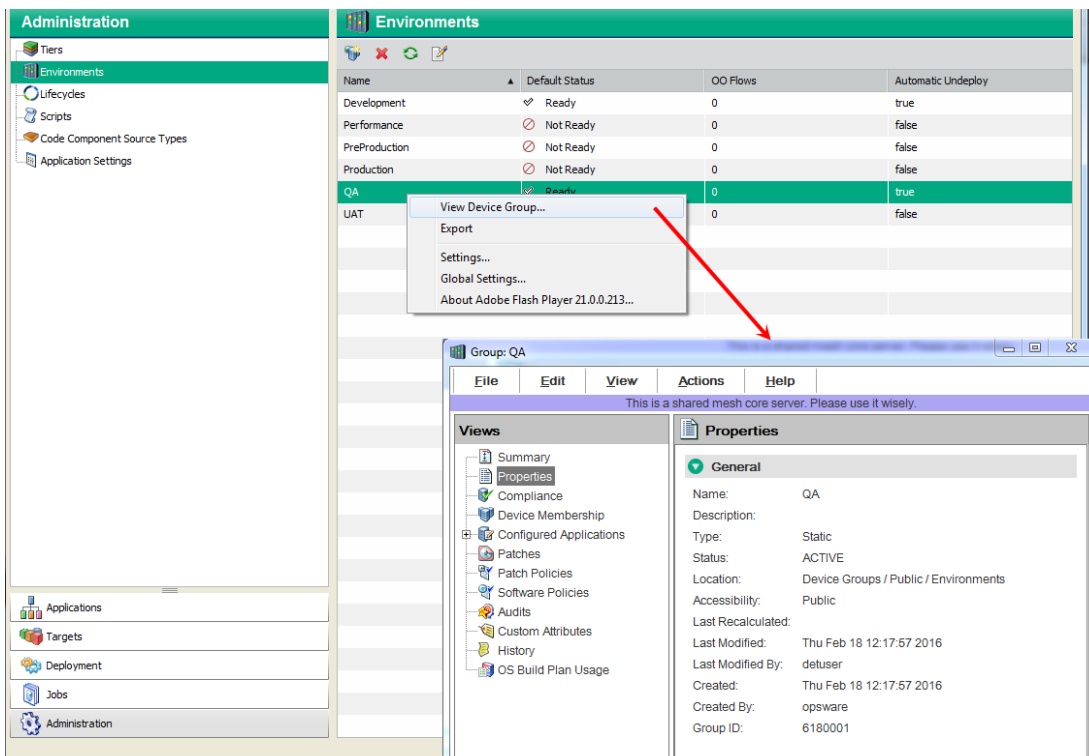 Administration
Tiers
Environments
Lifecycles
Scripts
Code Component Source Types
Application Settings
Applications
Targets
Deployment
Jobs
Administration
Environments
Name Default Status OO Flows Automatic Undeploy
Development Ready 0 true
Performance Not Ready 0 false
PreProduction Not Ready 0 false
Production Not Ready 0 false
QA Ready 0 true
UAT 0 false
View Device Group...
Export
Settings...
Global Settings...
About Adobe Flash Player 21.0.0.213...
Group: QA
File Edit View Actions Help
This is a shared mesh core server. Please use it wisely.
Views
Summary
Properties
Compliance
Device Membership
Configured Applications
Patches
Patch Policies
Software Policies
Audits
Custom Attributes
History
OS Build Plan Usage
Properties
General
Name: QA
Description:
Type: Static
Status: ACTIVE
Location: Device Groups / Public / Environments
Accessibility: Public
Last Recalculated:
Last Modified: Thu Feb 18 12:17:57 2016
Last Modified By: detuser
Created: Thu Feb 18 12:17:57 2016
Created By: opsware
Group ID: 6180001